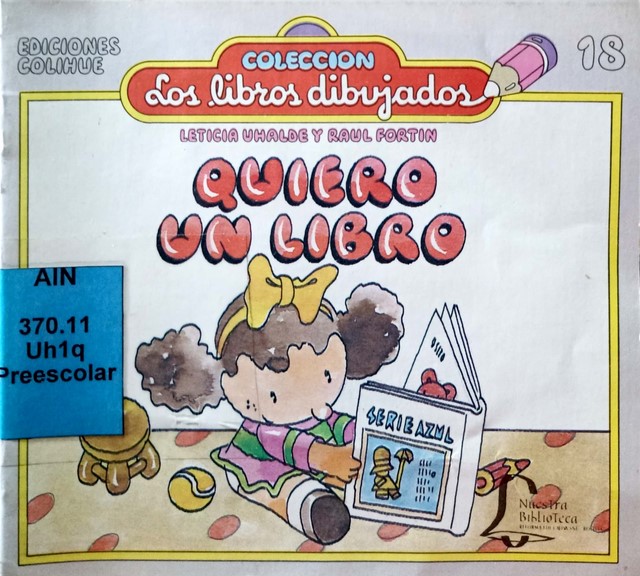 EDICIONES
COLIHUE
COLECCION
Los libros dibujados
18
LETICIA UHALDE Y RAUL FORTIN
QUIERO
UN LIBRO
AIN
370.11
Uh1q
Preescolar
OSITO
SERIE AZUL
Nuestra
Biblioteca